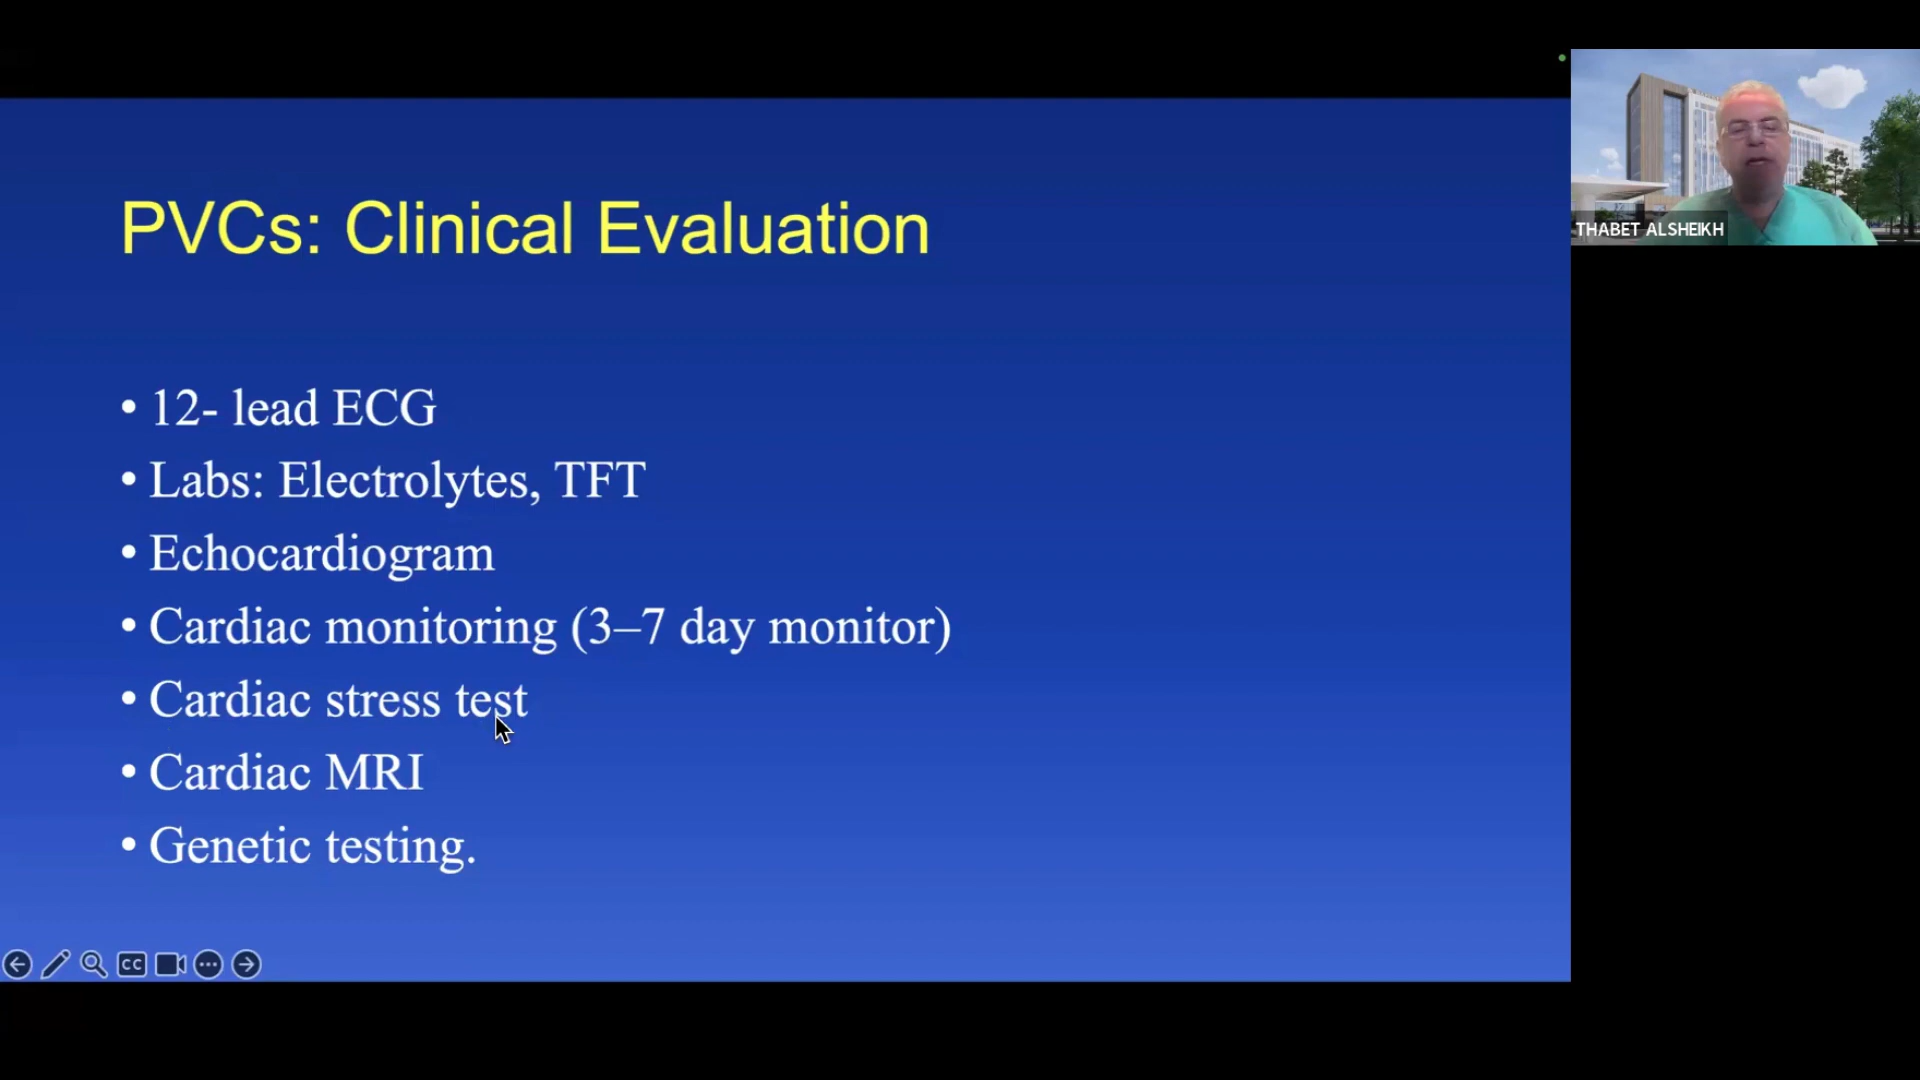 PVCs: Clinical Evaluation
• 12- lead ECG
• Labs: Electrolytes, TFT
• Echocardiogram
• Cardiac monitoring (3–7 day monitor)
• Cardiac stress test
• Cardiac MRI
• Genetic testing.
CC
THABET ALSHEIKH